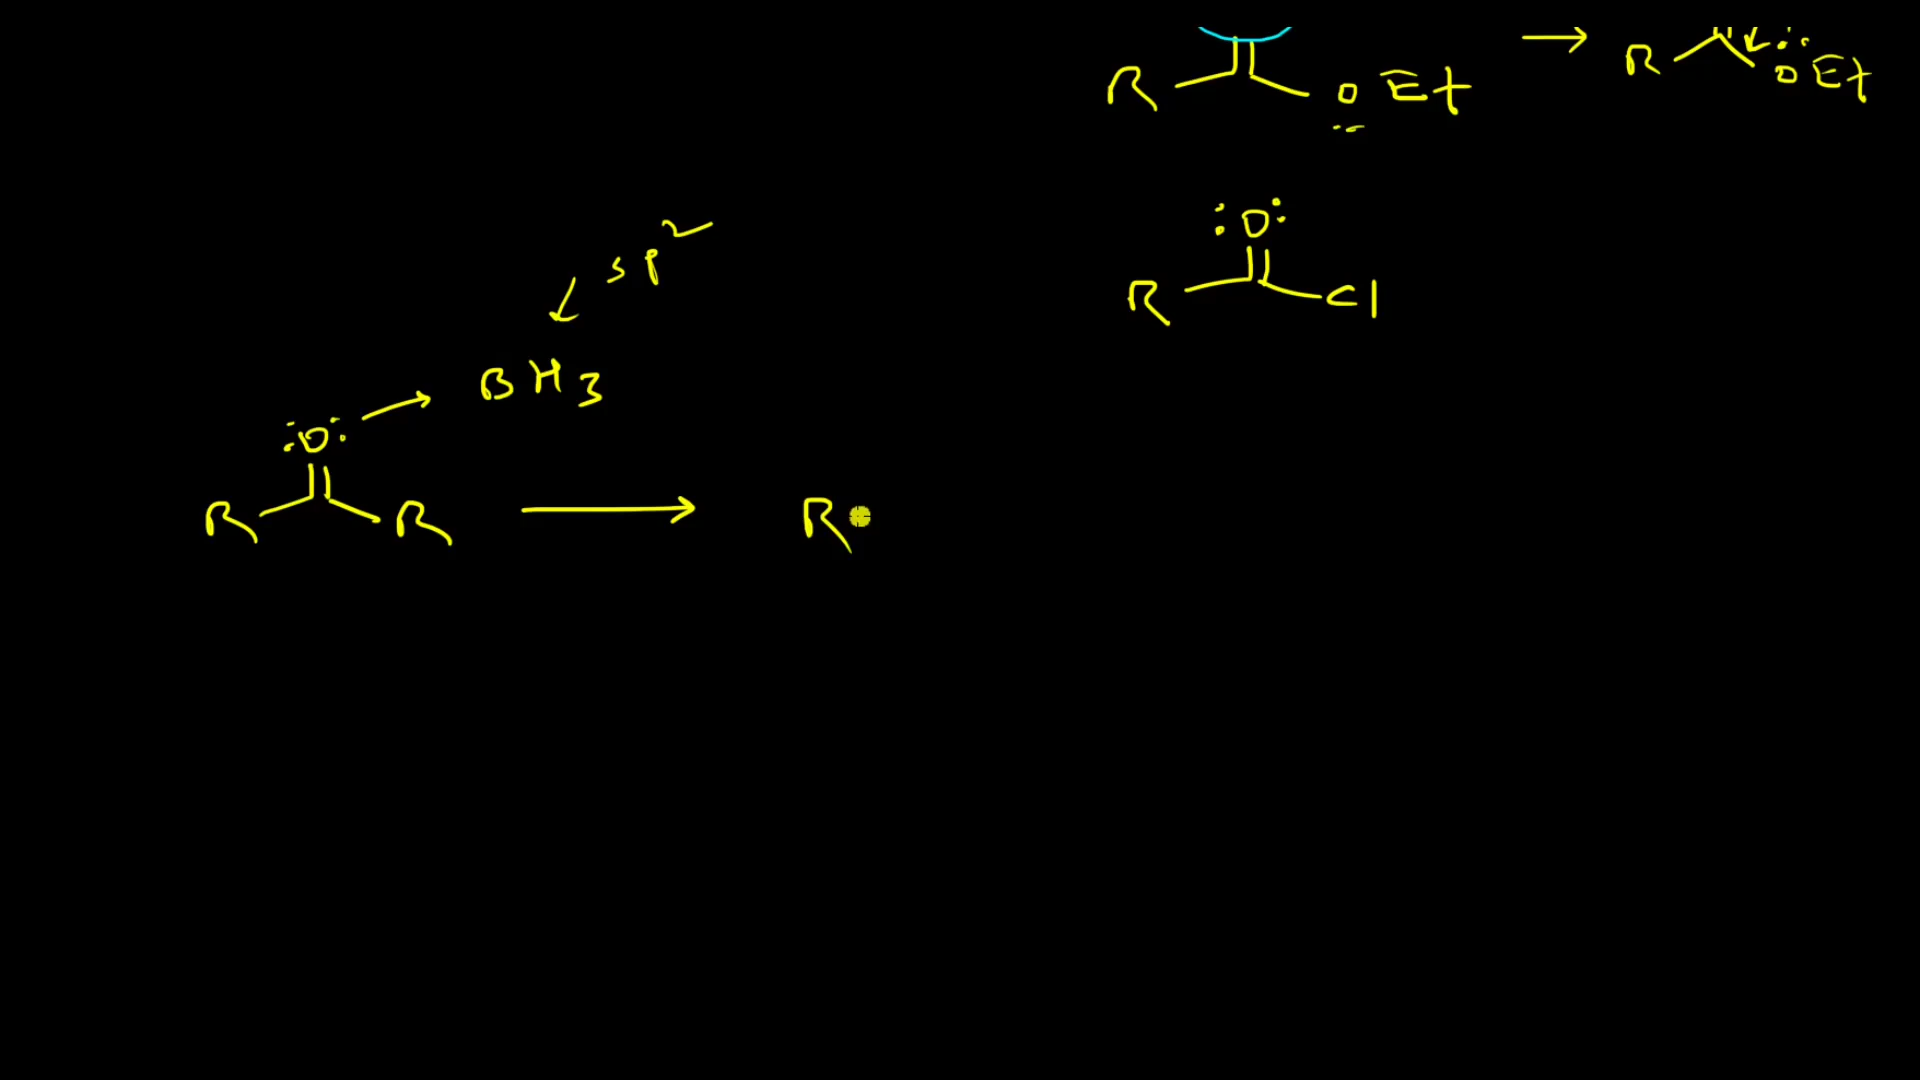 R OEt → R OEt
:O:
R Cl
sp2
BH3
:O:
R R → R